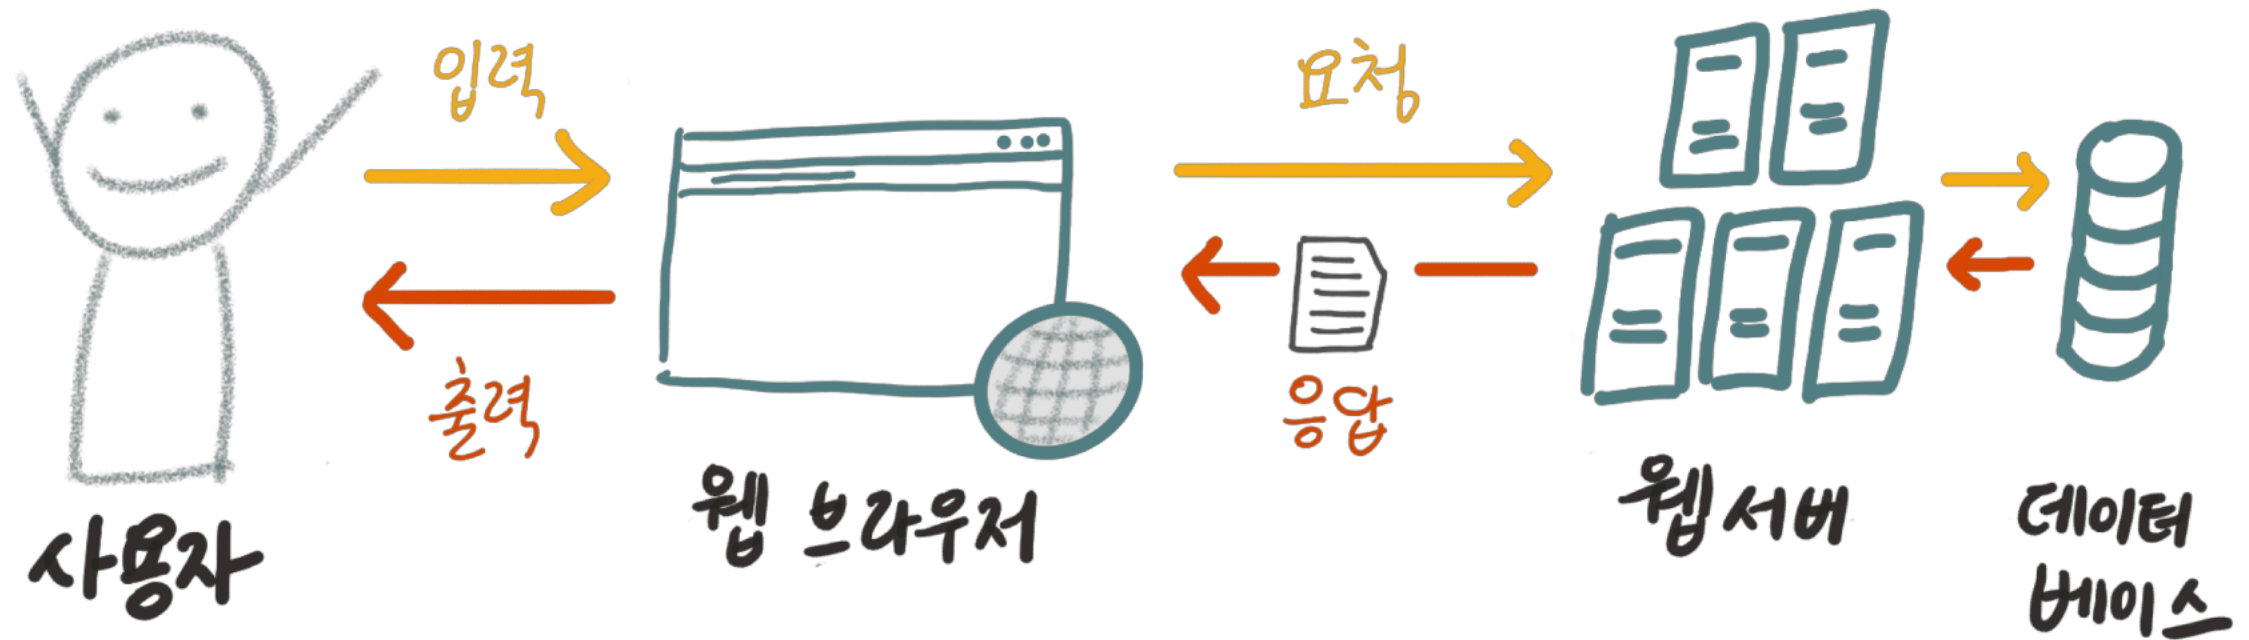 입력
요청
출력
응답
사용자
웹 브라우저
웹서버
데이터
베이스